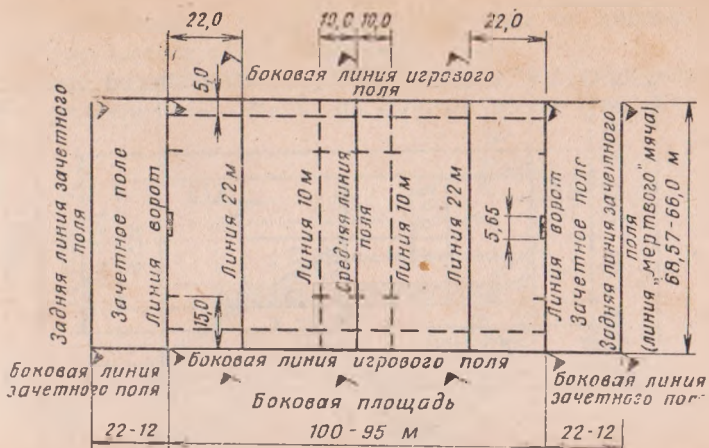 22,0
10,0 10,0
22,0
5,0
Боковая линия игрового
поля
Задняя линия зачетного
поля
Зачетное поле
Линия ворот
Линия 22 м
Линия 10 м
Средняя линия
поля
Линия 10 м
Линия 22 м
5,65
Линия ворот
Зачетное поле
Задняя линия зачетного
поля
(линия „мертвого" мяча)
68,57-66,0 м
15,0
Боковая линия
зачетного поля
Боковая линия игрового поля
Боковая линия
зачетного пог-
Боковая площадь
22-12
100-95 м
22-12